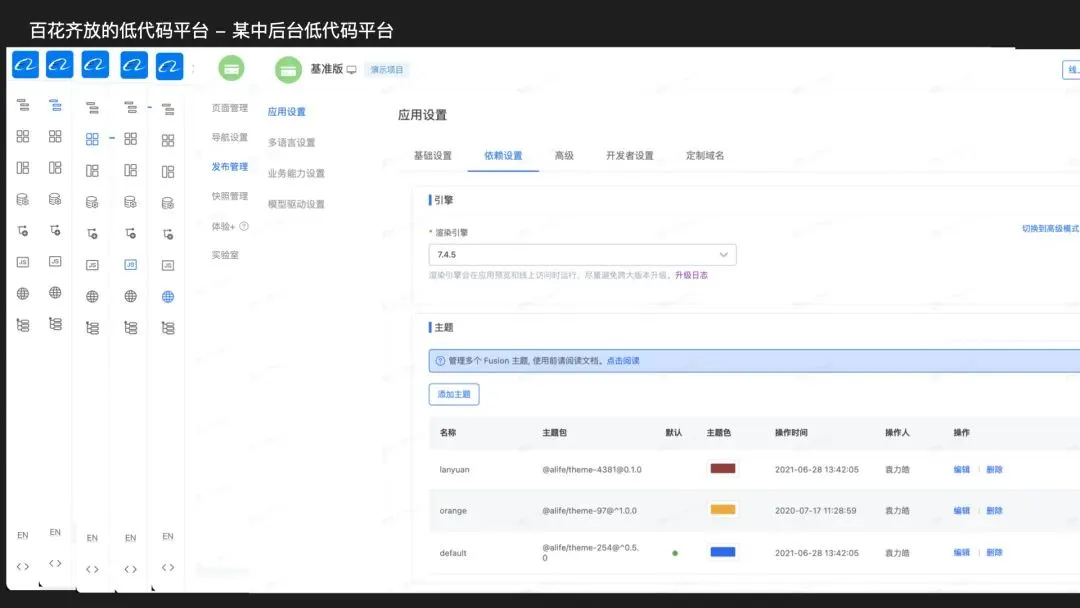 百花齐放的低代码平台 – 某中后台低代码平台
基准版 演示项目 线上
页面管理
导航设置
发布管理
快照管理
体验+
实验室
应用设置
多语言设置
业务能力设置
模型驱动设置
应用设置
基础设置 依赖设置 高级 开发者设置 定制域名
引擎
* 渲染引擎 切换到高级模式
7.4.5
渲染引擎会在应用预览和线上访问时运行，尽量避免跨大版本升级。升级日志
主题
管理多个 Fusion 主题, 使用前请阅读文档。点击阅读
添加主题
名称 主题包 默认 主题色 操作时间 操作人 操作
lanyuan @alife/theme-4381@0.1.0 2021-06-28 13:42:05 袁力皓 编辑 删除
orange @alife/theme-97@^1.0.0 2020-07-17 11:28:59 袁力皓 编辑 删除
default @alife/theme-254@^0.5.0 2021-06-28 13:42:05 袁力皓 编辑 删除
JS JS JS JS JS
EN EN EN EN EN
<> <> <> <> <>